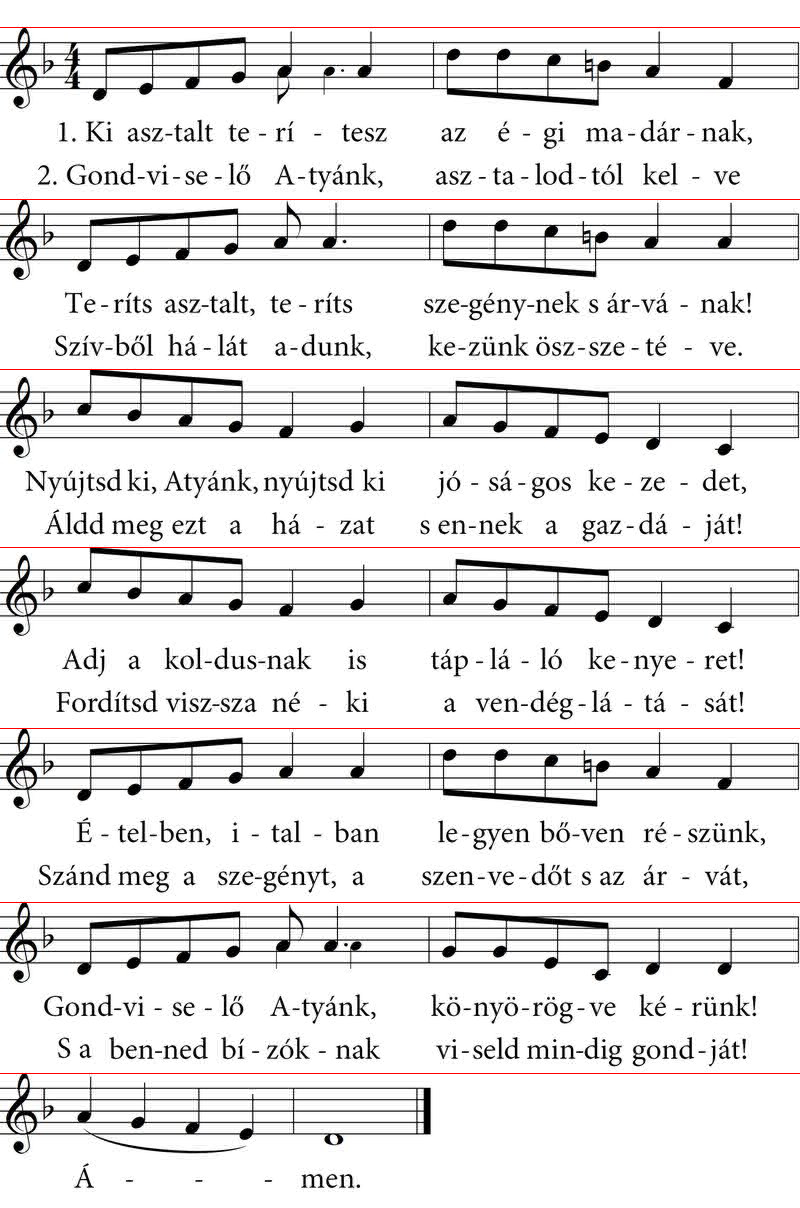 1. Ki asz-talt te - rí - tesz az é - gi ma - dár - nak,
2. Gond-vi - se - lő A-tyánk, asz - ta - lod - tól kel - ve
Te - ríts asz-talt, te - ríts sze-gény-nek s ár-vá - nak!
Szív-ből há - lát a-dunk, ke-zünk ösz-sze - té - ve.
Nyújtsd ki, Atyánk, nyújtsd ki jó - sá - gos ke - ze - det,
Áldd meg ezt a há - zat s en-nek a gaz - dá - ját!
Adj a kol-dus-nak is táp - lá - ló ke - nye - ret!
Fordítsd visz-sza né - ki a ven-dég - lá - tá - sát!
É - tel-ben, i - tal - ban le-gyen bő-ven ré - szünk,
Szánd meg a sze-gényt, a szen-ve-dőt s az ár - vát,
Gond-vi - se - lő A-tyánk, kö-nyö-rög-ve ké - rünk!
S a ben-ned bí - zók - nak vi-seld min-dig gond-ját!
Á - - - men.